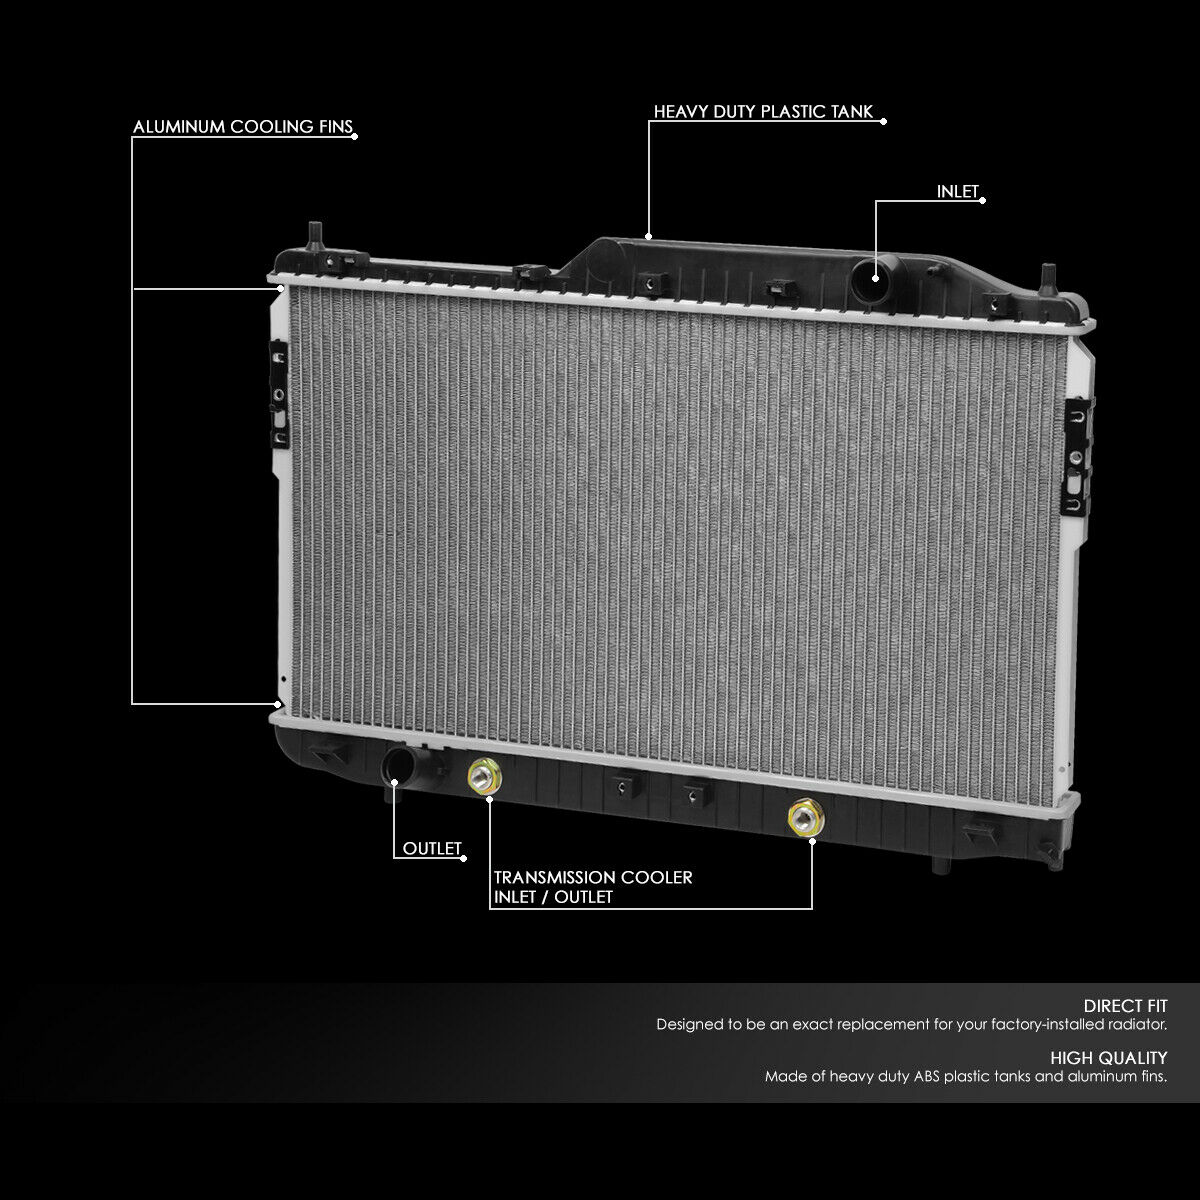 HEAVY DUTY PLASTIC TANK
ALUMINUM COOLING FINS
INLET
OUTLET
TRANSMISSION COOLER
INLET / OUTLET
DIRECT FIT
Designed to be an exact replacement for your factory-installed radiator.
HIGH QUALITY
Made of heavy duty ABS plastic tanks and aluminum fins.